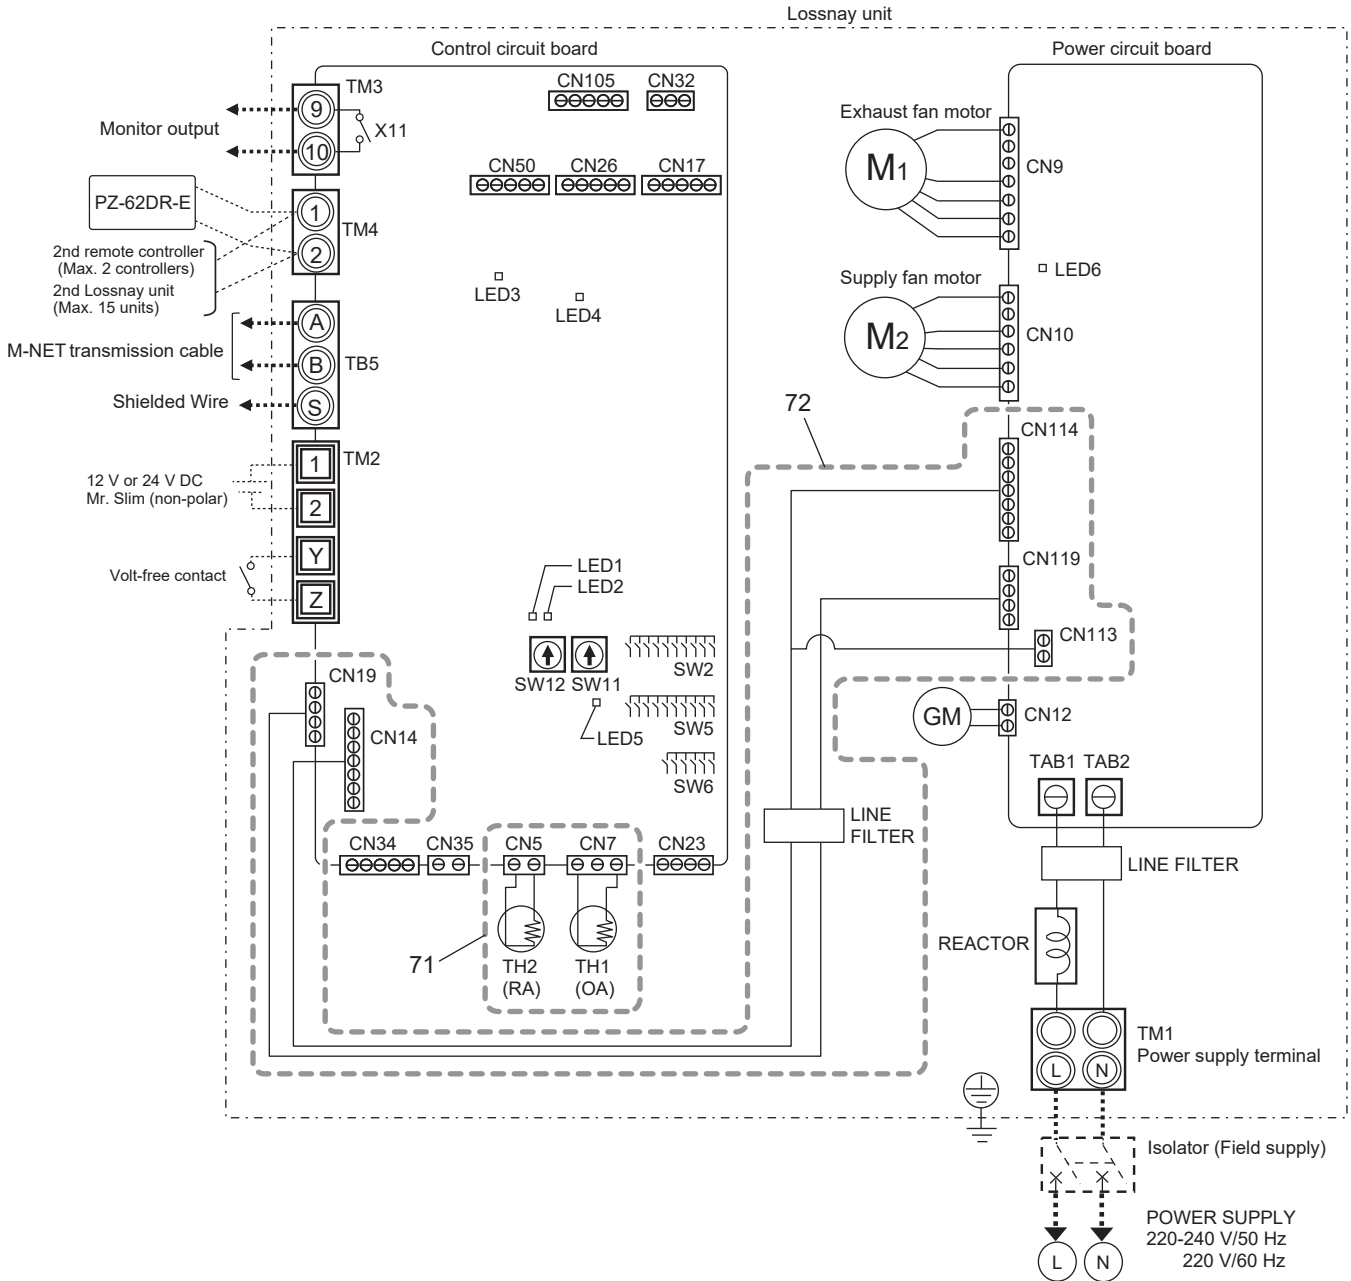 Lossnay unit
Control circuit board
Power circuit board
TM3
9
10
X11
Monitor output
CN105
CN32
CN50
CN26
CN17
Exhaust fan motor
M1
CN9
PZ-62DR-E
1
2
TM4
2nd remote controller
(Max. 2 controllers)
2nd Lossnay unit
(Max. 15 units)
LED3
LED4
LED6
Supply fan motor
M2
CN10
M-NET transmission cable
A
B
S
TB5
Shielded Wire
72
TM2
1
2
Y
Z
12 V or 24 V DC
Mr. Slim (non-polar)
Volt-free contact
CN114
CN119
CN113
LED1
LED2
SW12
SW11
SW2
LED5
SW5
SW6
CN19
CN14
GM
CN12
TAB1
TAB2
LINE
FILTER
CN34
CN35
CN5
CN7
CN23
LINE FILTER
71
TH2
(RA)
TH1
(OA)
REACTOR
TM1
Power supply terminal
L
N
Isolator (Field supply)
POWER SUPPLY
220-240 V/50 Hz
220 V/60 Hz
L
N